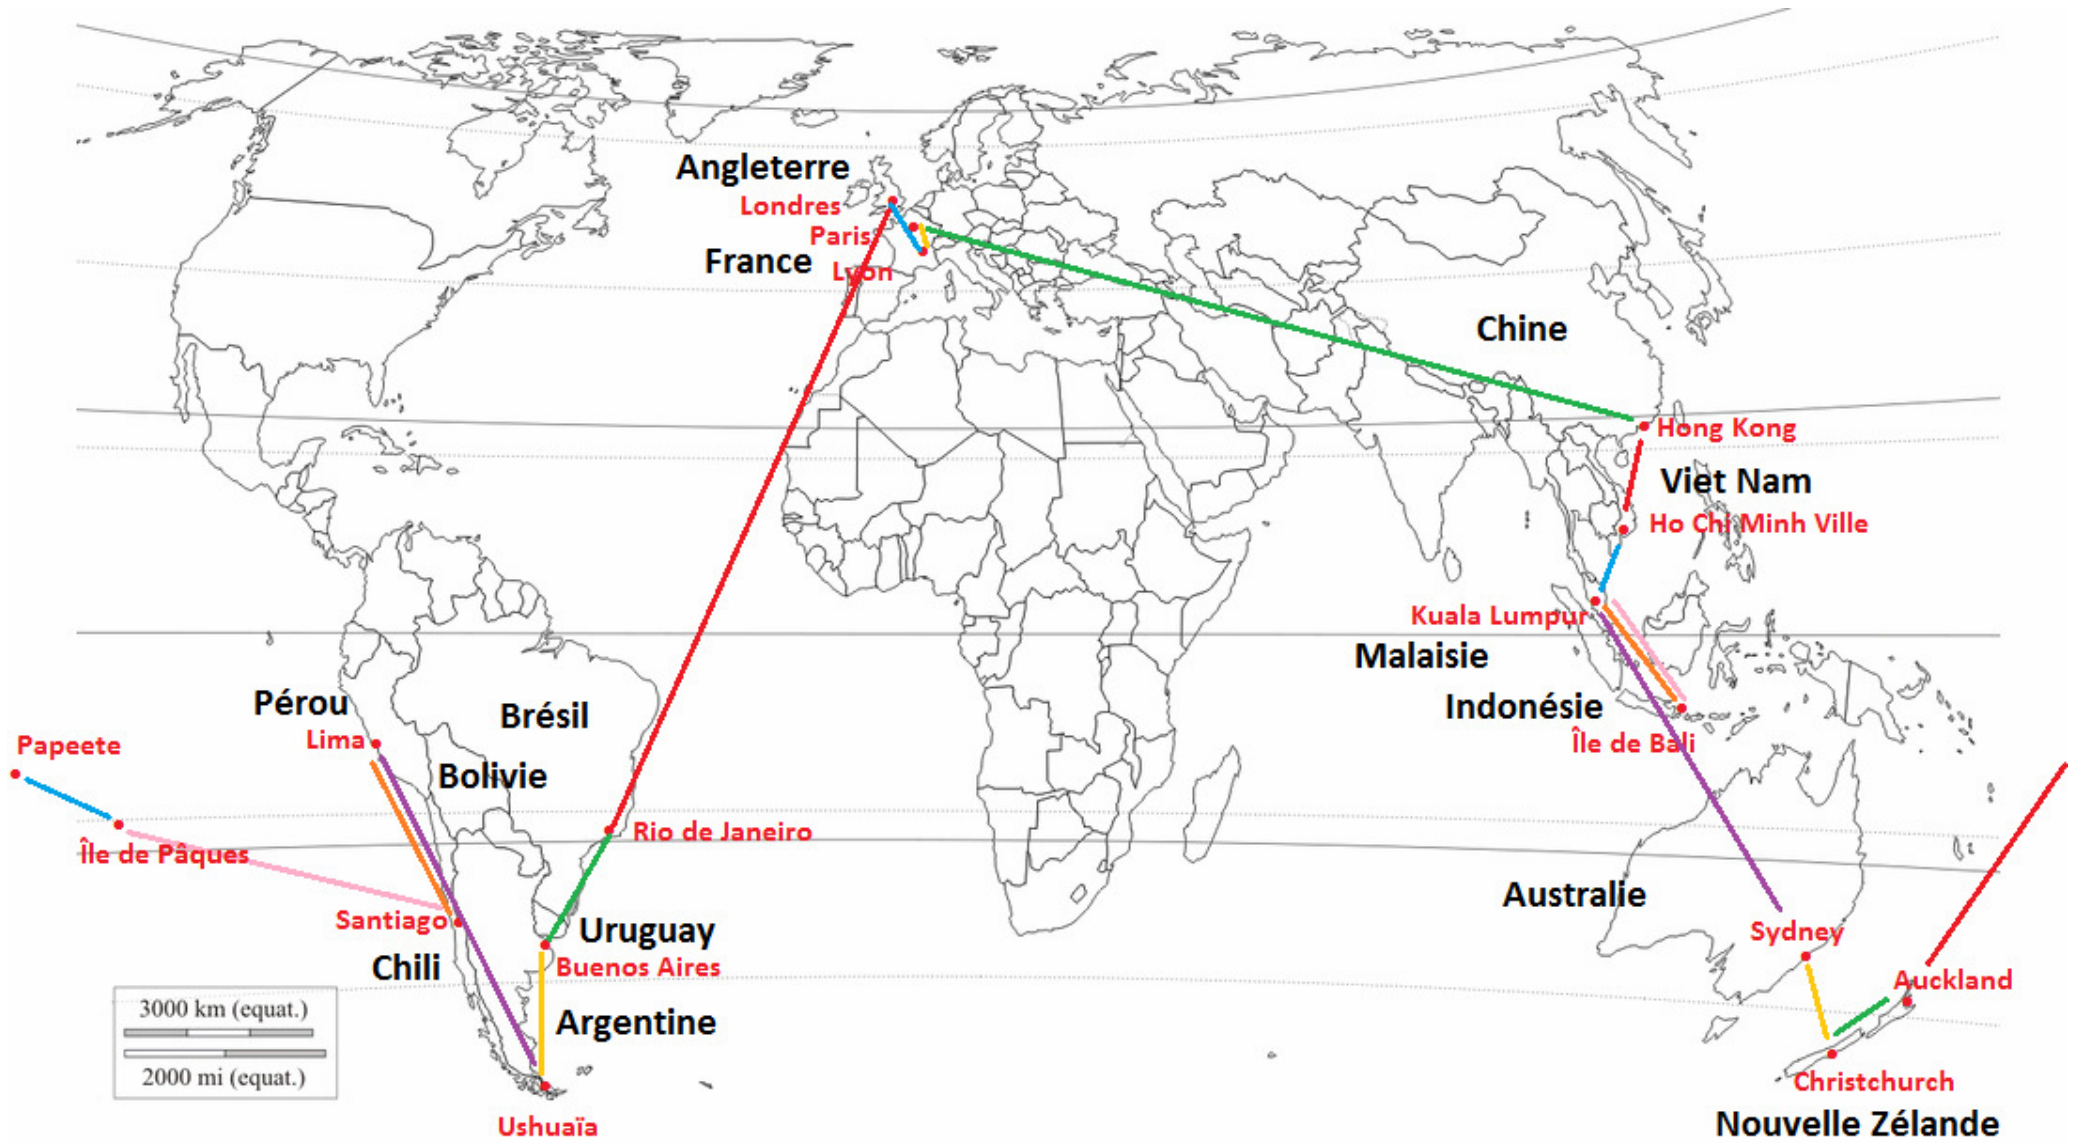 Angleterre
Londres
Paris
France
Lyon
Chine
Hong Kong
Viet Nam
Ho Chi Minh Ville
Kuala Lumpur
Malaisie
Indonésie
Île de Bali
Pérou
Lima
Brésil
Bolivie
Papeete
Île de Pâques
Rio de Janeiro
Santiago
Uruguay
Chili
Buenos Aires
Argentine
Ushuaïa
Australie
Sydney
Auckland
Christchurch
Nouvelle Zélande
3000 km (equat.)
2000 mi (equat.)